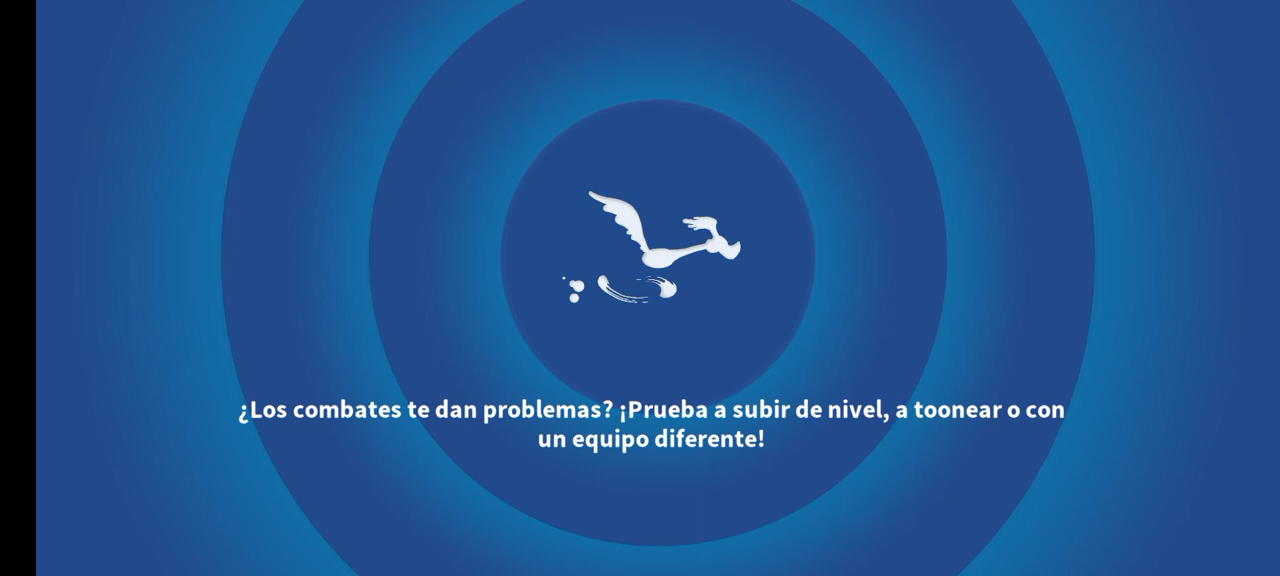 ¿Los combates te dan problemas? ¡Prueba a subir de nivel, a toonear o con
un equipo diferente!